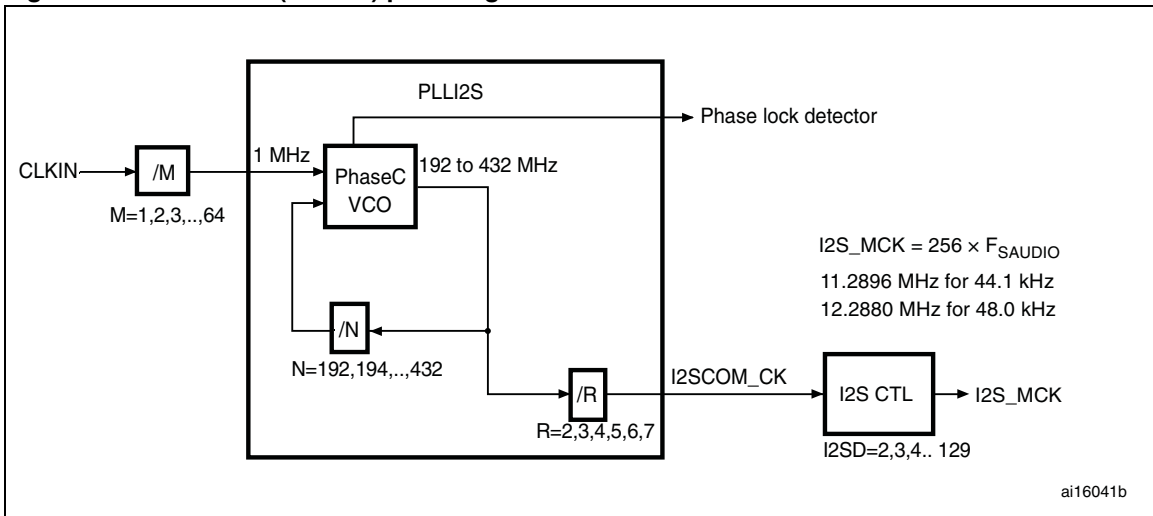 PLLI2S
Phase lock detector
CLKIN
/M
1 MHz
PhaseC
VCO
192 to 432 MHz
M=1,2,3,..,64
I2S_MCK = 256 × FSAUDIO
11.2896 MHz for 44.1 kHz
12.2880 MHz for 48.0 kHz
/N
N=192,194,..,432
I2SCOM_CK
/R
I2S CTL
I2S_MCK
R=2,3,4,5,6,7
I2SD=2,3,4.. 129
ai16041b